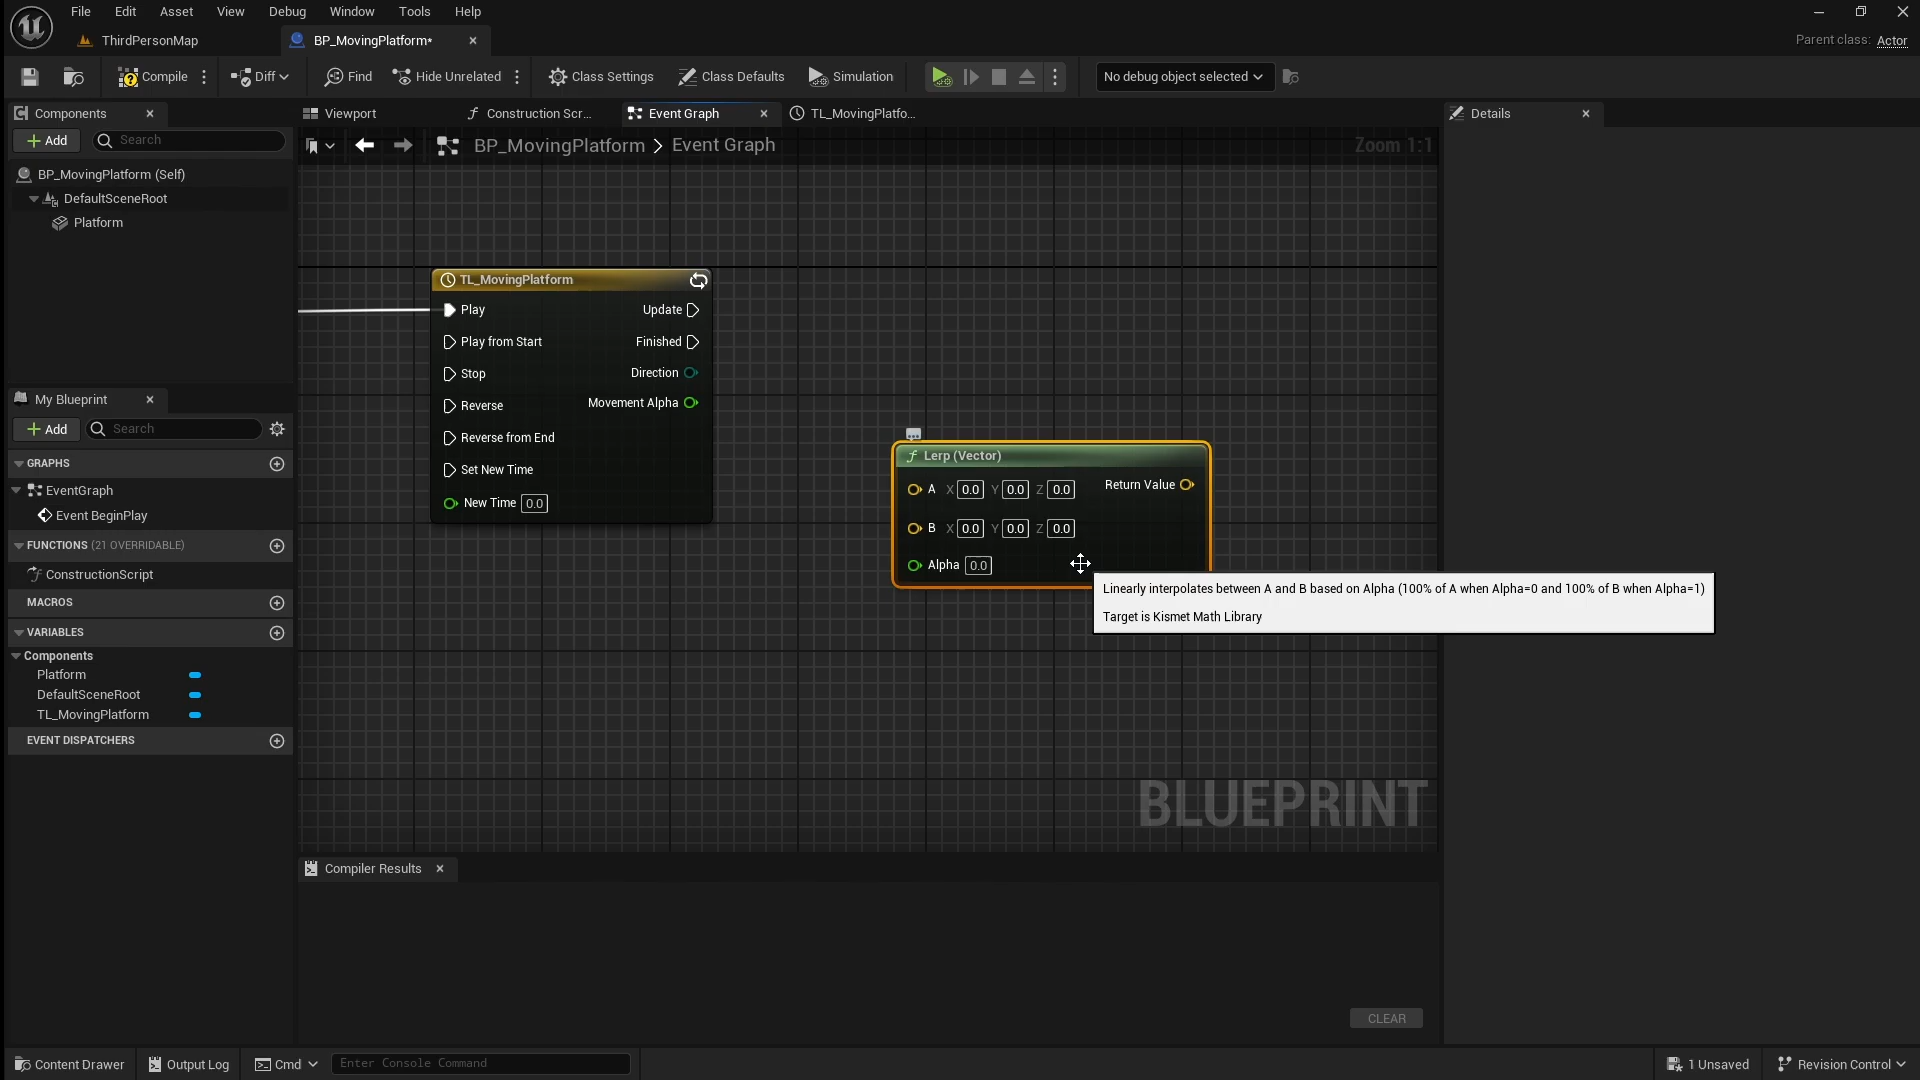 File Edit Asset View Debug Window Tools Help
ThirdPersonMap
BP_MovingPlatform*
Parent class: Actor
Compile
Diff
Find
Hide Unrelated
Class Settings
Class Defaults
Simulation
No debug object selected
Components
Add
Search
BP_MovingPlatform (Self)
DefaultSceneRoot
Platform
My Blueprint
Add
Search
GRAPHS
EventGraph
Event BeginPlay
FUNCTIONS (21 OVERRIDABLE)
ConstructionScript
MACROS
VARIABLES
Components
Platform
DefaultSceneRoot
TL_MovingPlatform
EVENT DISPATCHERS
Viewport
Construction Scr...
Event Graph
TL_MovingPlatfo...
BP_MovingPlatform > Event Graph
Zoom 1:1
TL_MovingPlatform
Play
Update
Play from Start
Finished
Stop
Direction
Reverse
Movement Alpha
Reverse from End
Set New Time
New Time 0.0
Lerp (Vector)
A X 0.0 Y 0.0 Z 0.0
Return Value
B X 0.0 Y 0.0 Z 0.0
Alpha 0.0
Linearly interpolates between A and B based on Alpha (100% of A when Alpha=0 and 100% of B when Alpha=1)
Target is Kismet Math Library
BLUEPRINT
Compiler Results
CLEAR
Details
Content Drawer
Output Log
Cmd
Enter Console Command
1 Unsaved
Revision Control